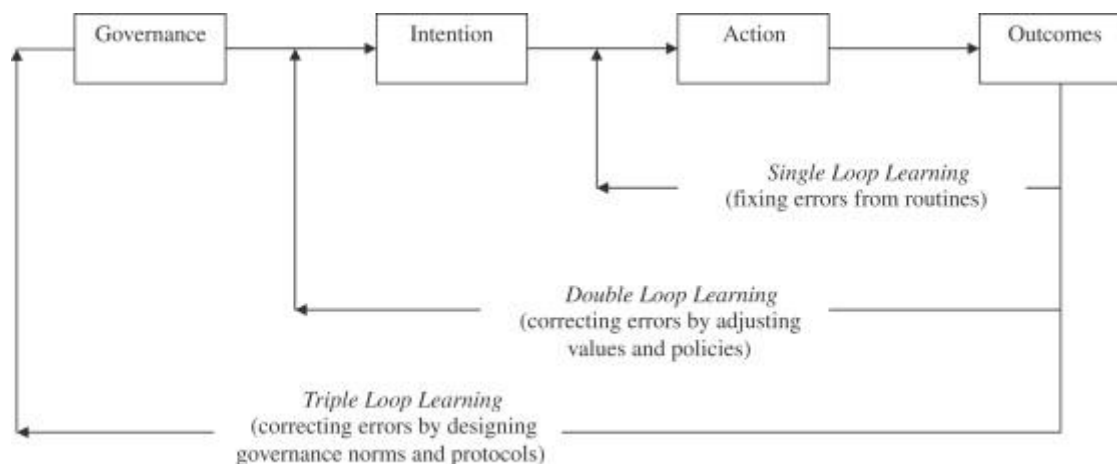 Governance
Intention
Action
Outcomes
Single Loop Learning
(fixing errors from routines)
Double Loop Learning
(correcting errors by adjusting
values and policies)
Triple Loop Learning
(correcting errors by designing
governance norms and protocols)